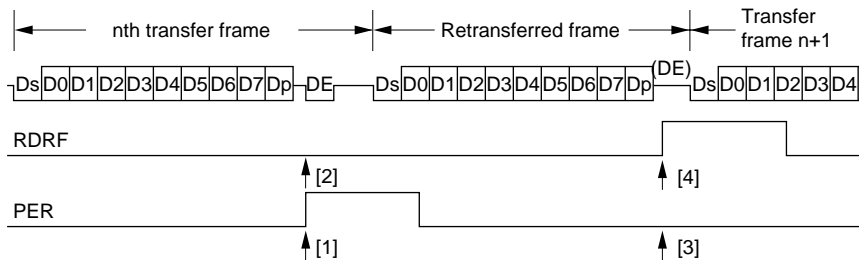 nth transfer frame
Retransferred frame
Transfer frame n+1
Ds D0 D1 D2 D3 D4 D5 D6 D7 Dp DE Ds D0 D1 D2 D3 D4 D5 D6 D7 Dp (DE) Ds D0 D1 D2 D3 D4
RDRF
[2]
[4]
PER
[1]
[3]